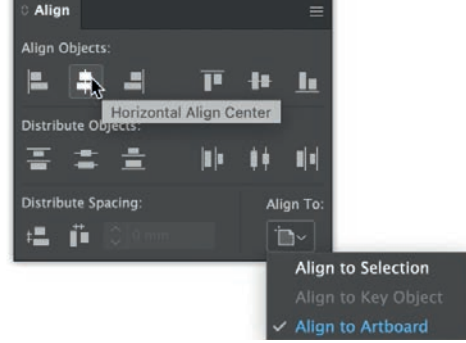 Align
Align Objects:
Horizontal Align Center
Distribute Objects:
Distribute Spacing:
Align To:
0 mm
Align to Selection
Align to Key Object
Align to Artboard